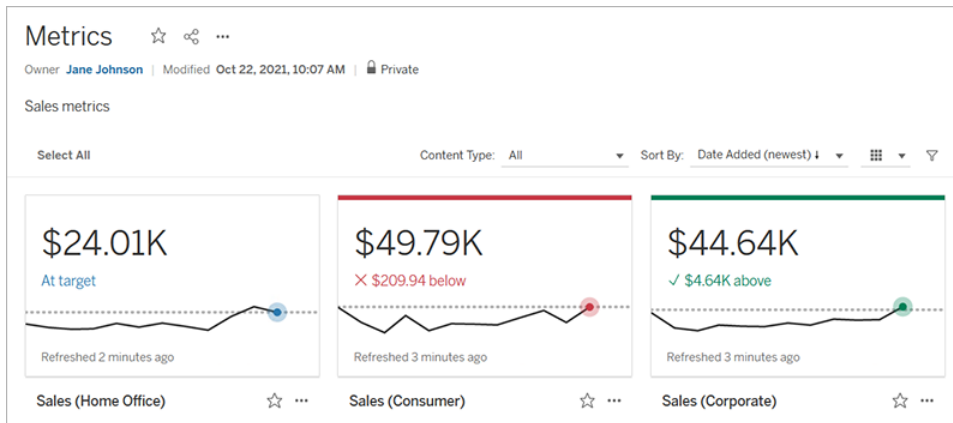 Metrics
Owner Jane Johnson | Modified Oct 22, 2021, 10:07 AM | Private
Sales metrics
Select All Content Type: All Sort By: Date Added (newest) ↓
$24.01K $49.79K $44.64K
At target × $209.94 below ✓ $4.64K above
Refreshed 2 minutes ago Refreshed 3 minutes ago Refreshed 3 minutes ago
Sales (Home Office) Sales (Consumer) Sales (Corporate)